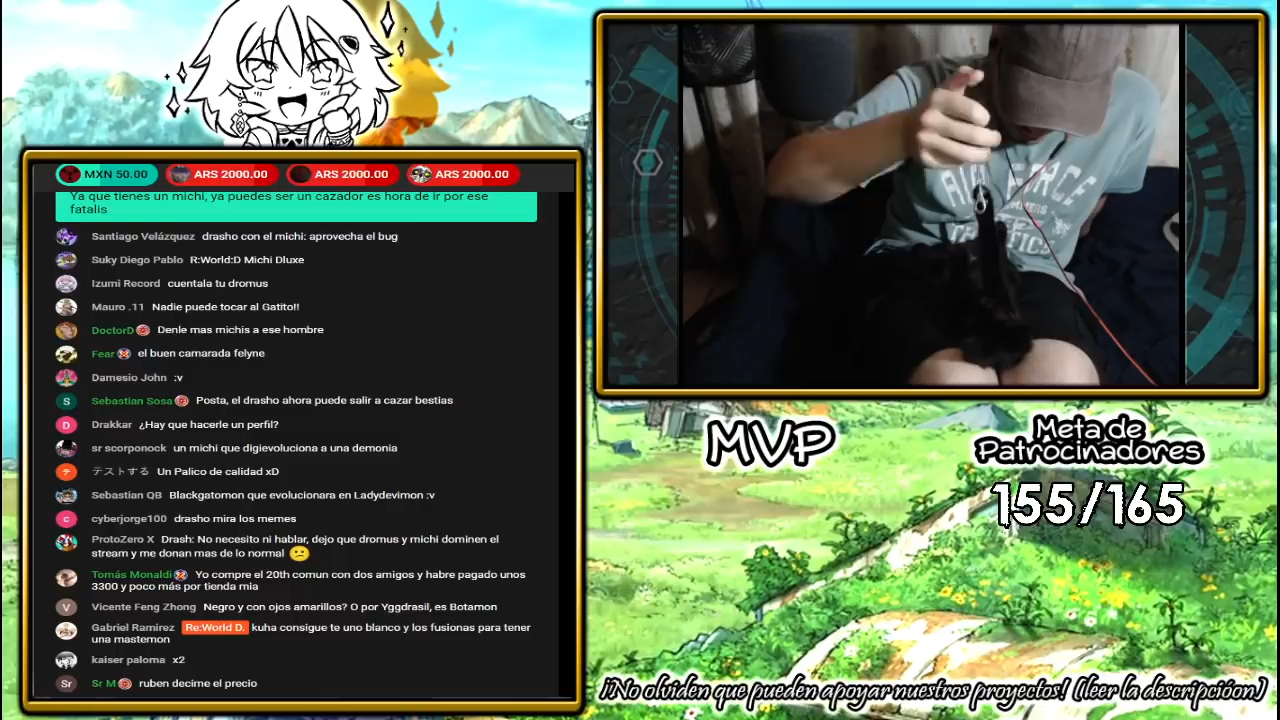 MXN 50.00
ARS 2000.00
ARS 2000.00
ARS 2000.00
Ya que tienes un michi, ya puedes ser un cazador es hora de ir por ese
fatalis
Santiago Velázquez drasho con el michi: aprovecha el bug
Suky Diego Pablo R:World:D Michi Dluxe
Izumi Record cuentala tu dromus
Mauro .11 Nadie puede tocar al Gatito!!
DoctorD Denle mas michis a ese hombre
Fear el buen camarada felyne
Damesio John :v
S Sebastian Sosa Posta, el drasho ahora puede salir a cazar bestias
D Drakkar ¿Hay que hacerle un perfil?
sr scorponock un michi que digievoluciona a una demonia
テ テストする Un Palico de calidad xD
Sebastian QB Blackgatomon que evolucionara en Ladydevimon :v
c cyberjorge100 drasho mira los memes
ProtoZero X Drash: No necesito ni hablar, dejo que dromus y michi dominen el
stream y me donan mas de lo normal
Tomás Monaldi Yo compre el 20th comun con dos amigos y habre pagado unos
3300 y poco más por tienda mia
V Vicente Feng Zhong Negro y con ojos amarillos? O por Yggdrasil, es Botamon
Gabriel Ramirez Re:World D. kuha consigue te uno blanco y los fusionas para tener
una mastemon
kaiser paloma x2
Sr Sr M ruben decirme el precio
MVP
Meta de
Patrocinadores
155/165
¡¡No olviden que pueden apoyar nuestros proyectos! (leer la descripcióon)